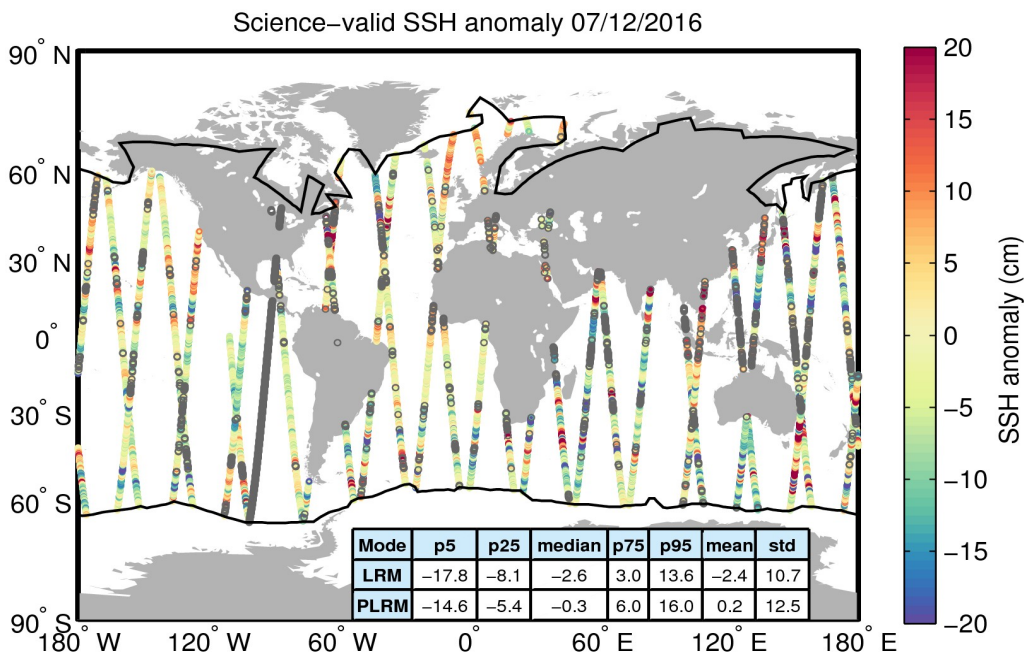 Science−valid SSH anomaly 07/12/2016
90° N
60° N
30° N
0°
30° S
60° S
90° S
180° W
120° W
60° W
0°
60° E
120° E
180° E
Mode p5 p25 median p75 p95 mean std
LRM −17.8 −8.1 −2.6 3.0 13.6 −2.4 10.7
PLRM −14.6 −5.4 −0.3 6.0 16.0 0.2 12.5
20
15
10
5
0
−5
−10
−15
−20
SSH anomaly (cm)